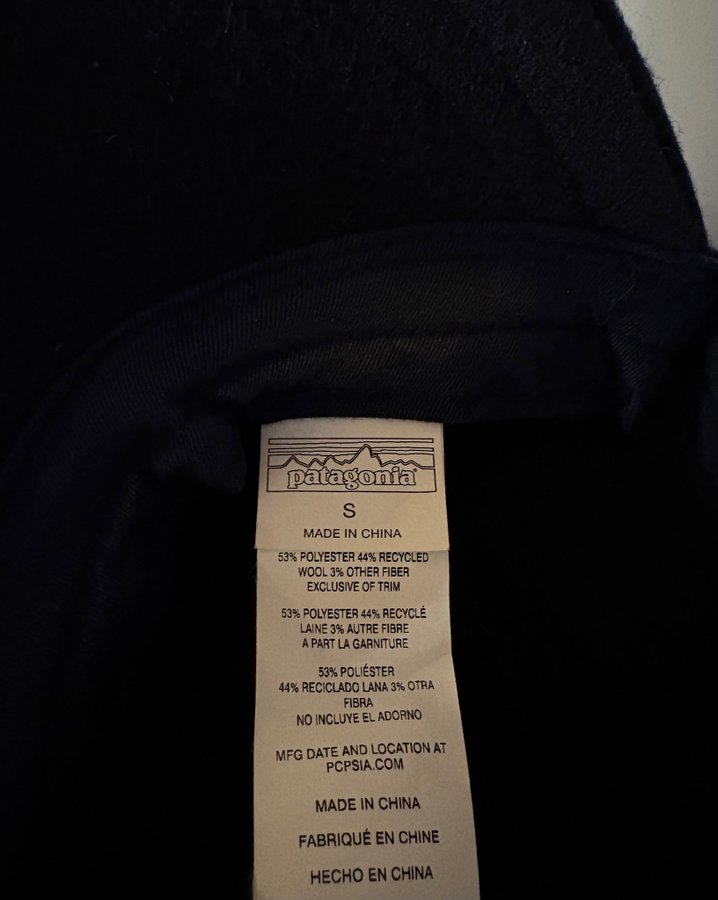 patagonia®
S
MADE IN CHINA
53% POLYESTER 44% RECYCLED
WOOL 3% OTHER FIBER
EXCLUSIVE OF TRIM
53% POLYESTER 44% RECYCLÉ
LAINE 3% AUTRE FIBRE
A PART LA GARNITURE
53% POLIÉSTER
44% RECICLADO LANA 3% OTRA
FIBRA
NO INCLUYE EL ADORNO
MFG DATE AND LOCATION AT
PCPSIA.COM
MADE IN CHINA
FABRIQUÉ EN CHINE
HECHO EN CHINA